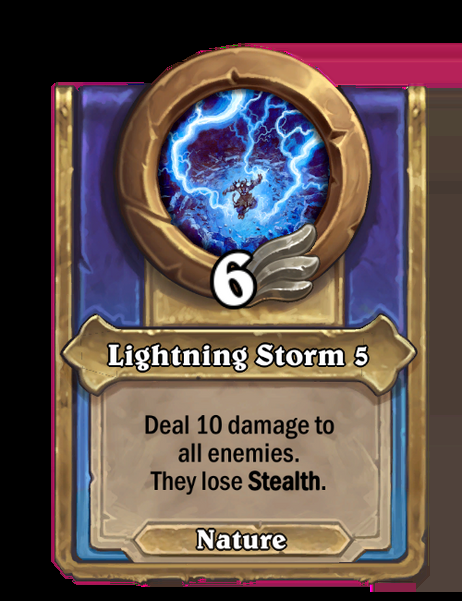 6
Lightning Storm 5
Deal 10 damage to
all enemies.
They lose Stealth.
Nature